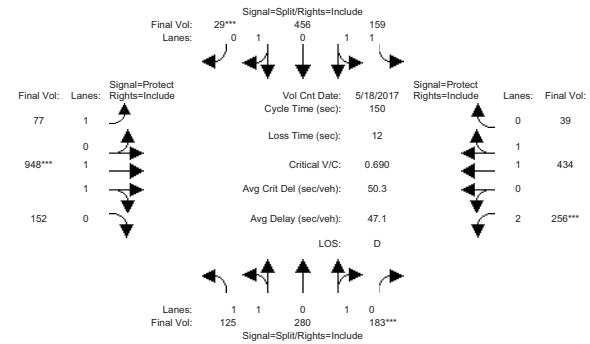 Signal=Split/Rights=Include
Final Vol: 29*** 456 159
Lanes: 0 1 0 1 1
Signal=Protect
Final Vol: Lanes: Rights=Include
Vol Cnt Date: 5/18/2017
Signal=Protect
Rights=Include Lanes: Final Vol:
Cycle Time (sec): 150
77 1
0 39
Loss Time (sec): 12
0
1
948*** 1
Critical V/C: 0.690
1 434
1
Avg Crit Del (sec/veh): 50.3
0
152 0
Avg Delay (sec/veh): 47.1
2 256***
LOS: D
Lanes: 1 1 0 1 0
Final Vol: 125 280 183***
Signal=Split/Rights=Include